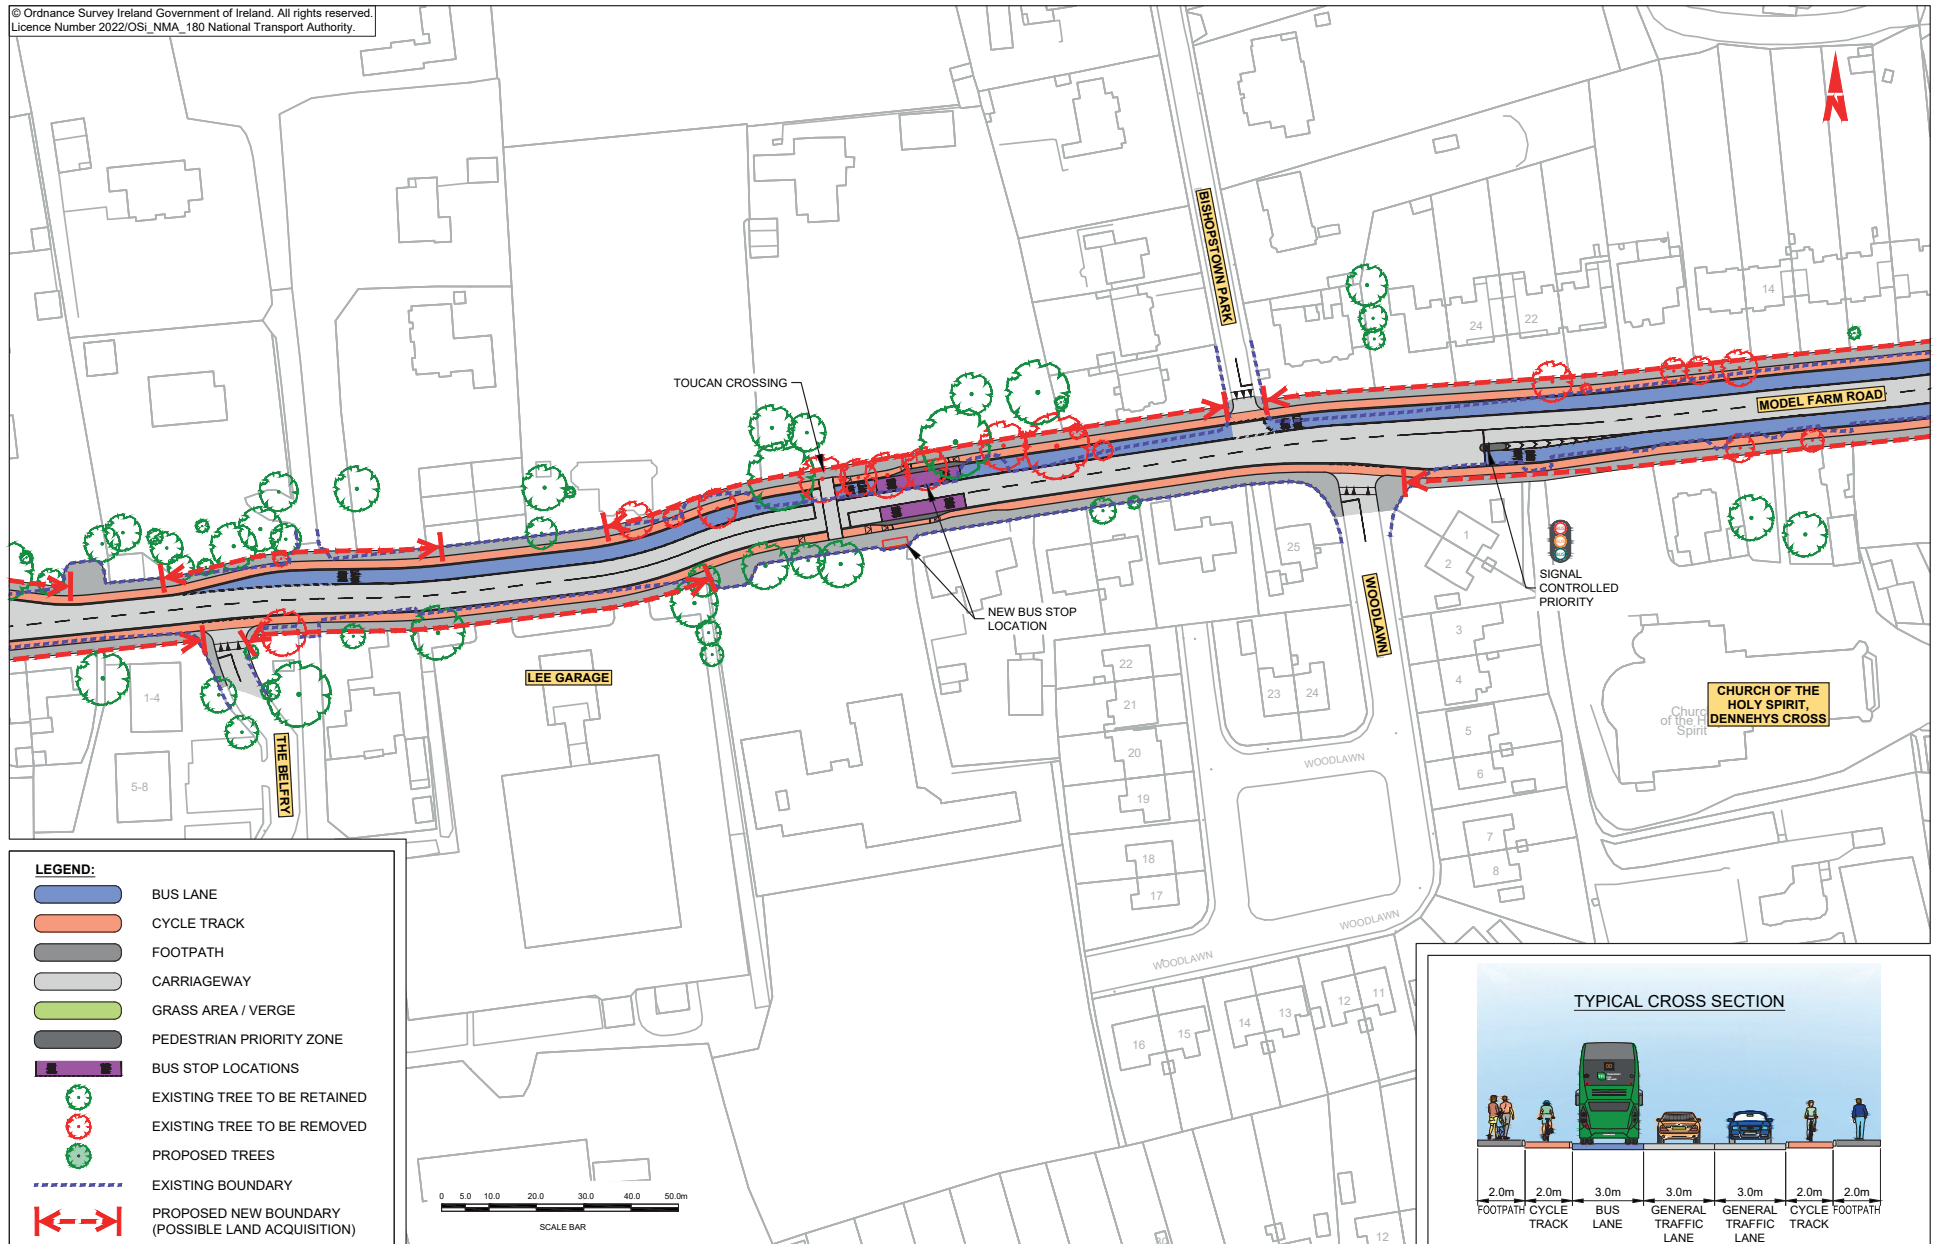 © Ordnance Survey Ireland Government of Ireland. All rights reserved.
Licence Number 2022/OSi_NMA_180 National Transport Authority.
BISHOPSTOWN PARK
14
24
22
TOUCAN CROSSING
MODEL FARM ROAD
25
1
2
SIGNAL
CONTROLLED
PRIORITY
NEW BUS STOP
LOCATION
WOODLAWN
3
4
5
6
7
8
22
21
20
19
18
17
23
24
LEE GARAGE
1-4
5-8
THE BELFRY
CHURCH OF THE
HOLY SPIRIT,
DENNEHYS CROSS
Churc
of the H
Spirit
WOODLAWN
WOODLAWN
WOODLAWN
16
15
14
13
12
11
12
LEGEND:
BUS LANE
CYCLE TRACK
FOOTPATH
CARRIAGEWAY
GRASS AREA / VERGE
PEDESTRIAN PRIORITY ZONE
BUS STOP LOCATIONS
EXISTING TREE TO BE RETAINED
EXISTING TREE TO BE REMOVED
PROPOSED TREES
EXISTING BOUNDARY
PROPOSED NEW BOUNDARY
(POSSIBLE LAND ACQUISITION)
0 5.0 10.0 20.0 30.0 40.0 50.0m
SCALE BAR
TYPICAL CROSS SECTION
2.0m 2.0m 3.0m 3.0m 3.0m 2.0m 2.0m
FOOTPATH CYCLE TRACK BUS LANE GENERAL TRAFFIC LANE GENERAL TRAFFIC LANE CYCLE TRACK FOOTPATH